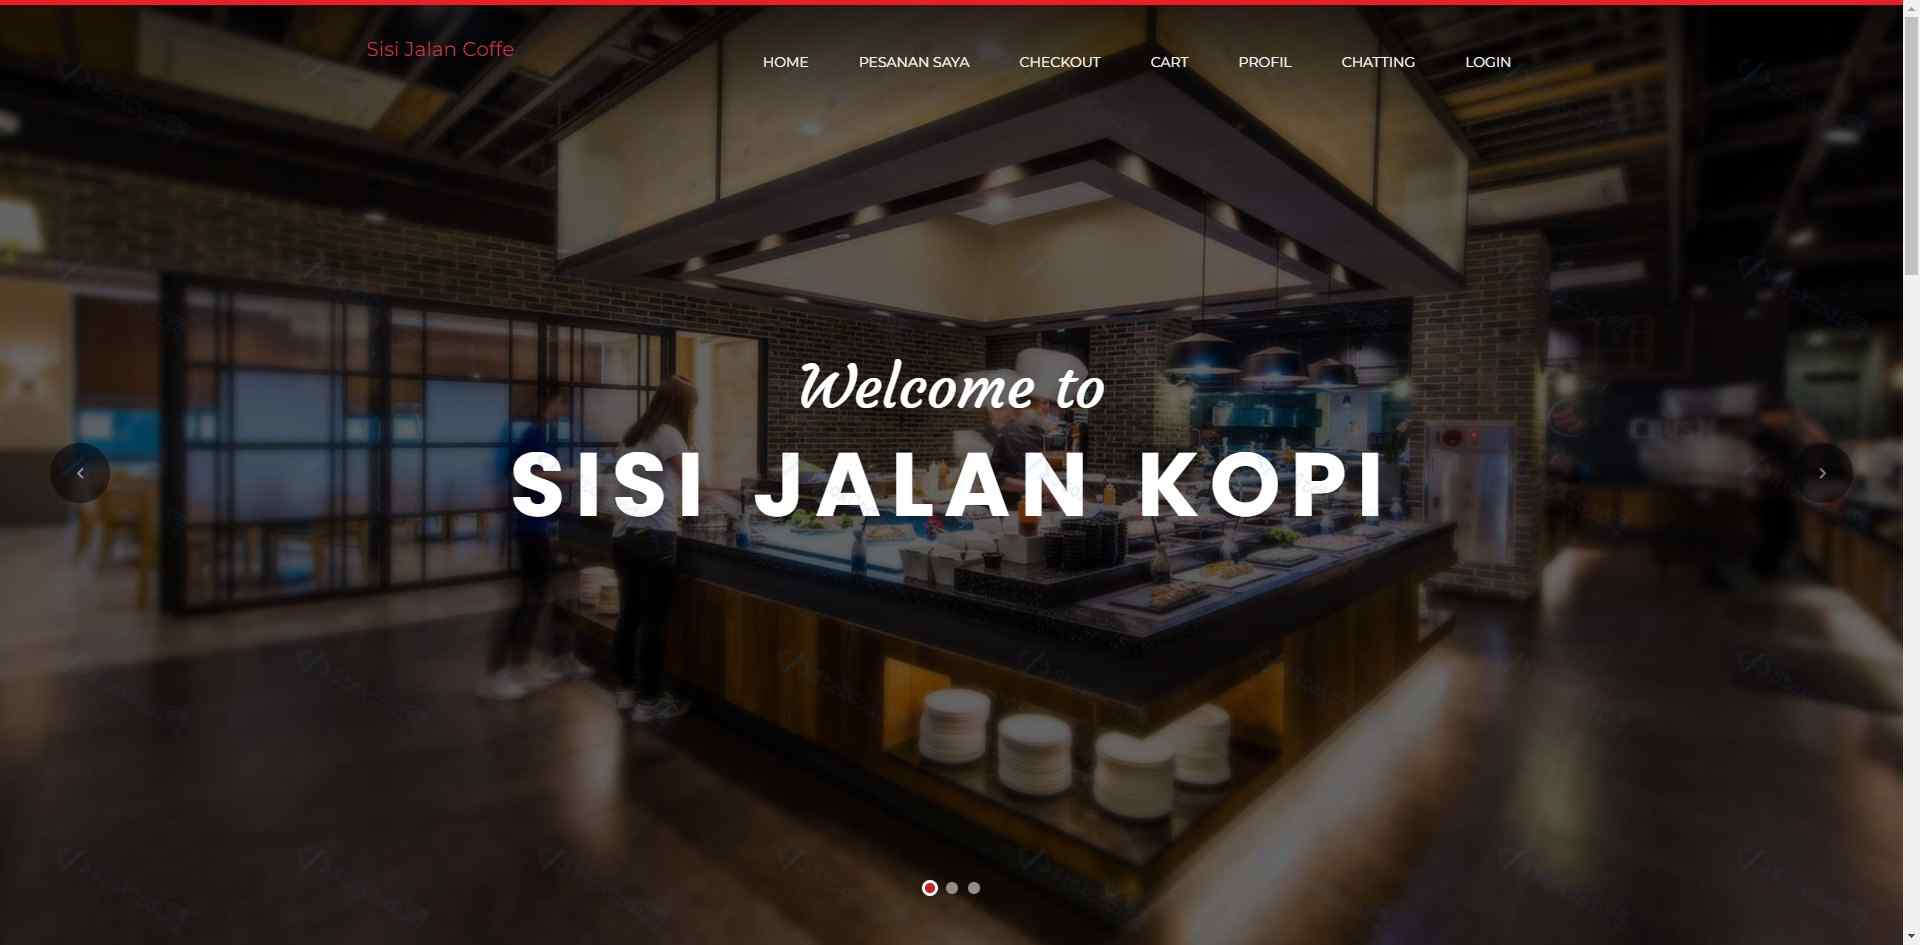 Sisi Jalan Coffe
HOME PESANAN SAYA CHECKOUT CART PROFIL CHATTING LOGIN
Welcome to
SISI JALAN KOPI